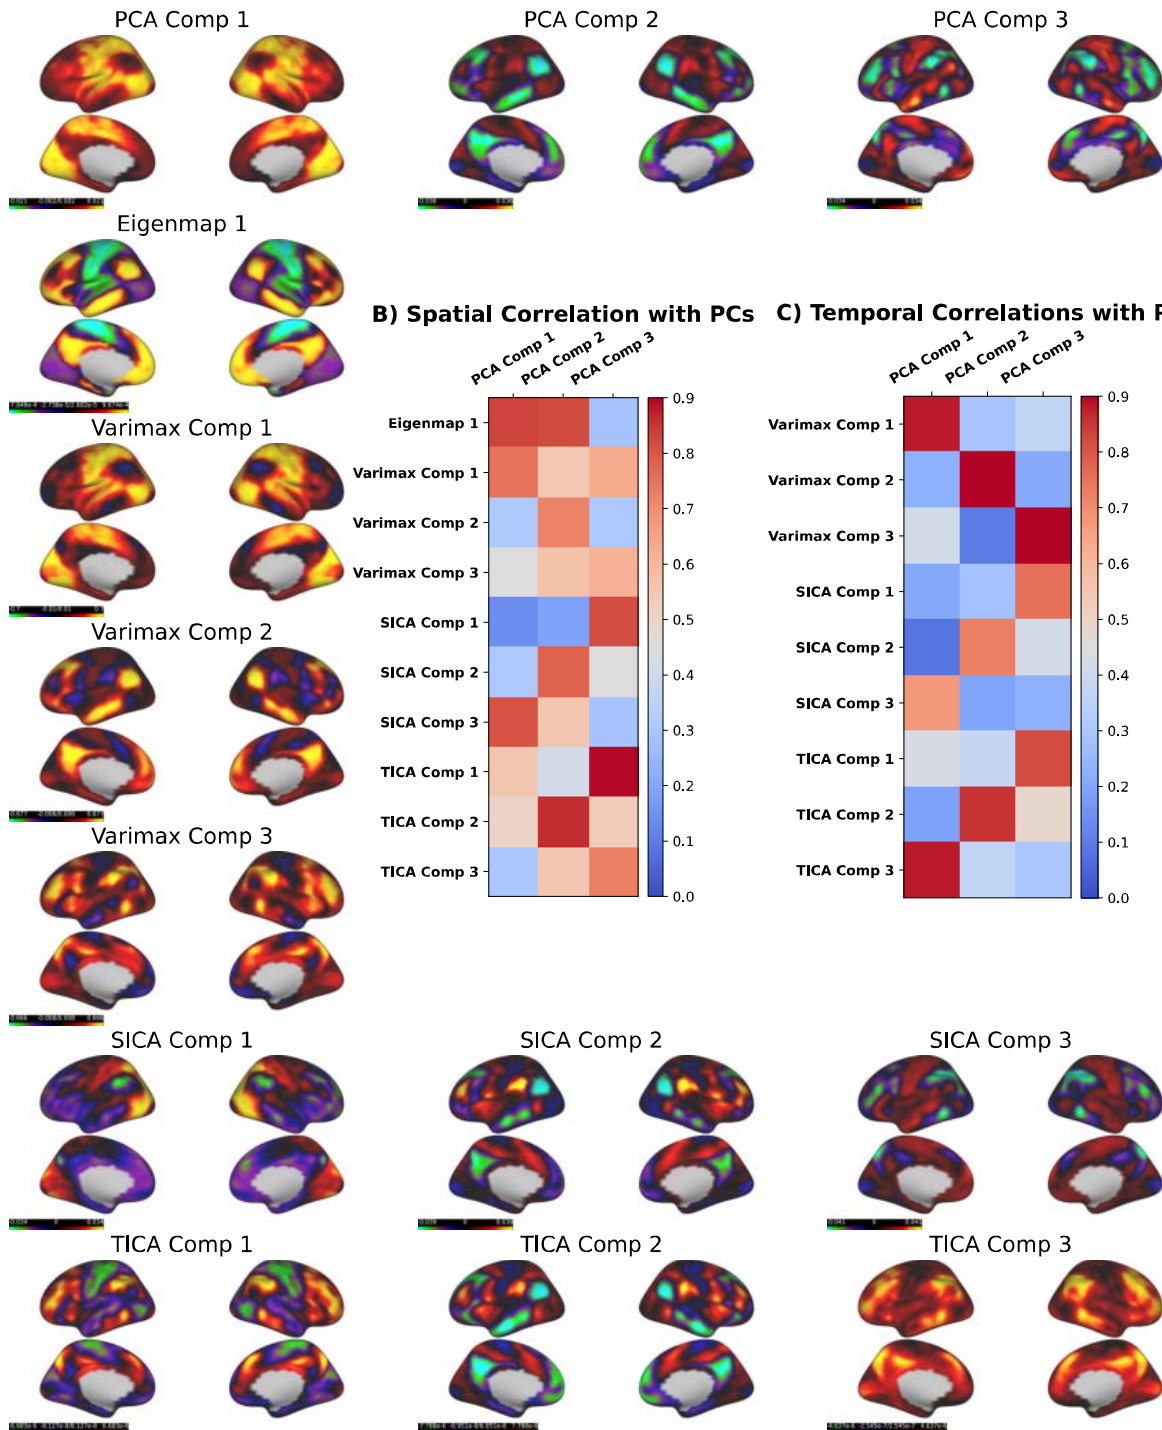 PCA Comp 1
PCA Comp 2
PCA Comp 3
Eigenmap 1
B) Spatial Correlation with PCs
C) Temporal Correlations with P
PCA Comp 1
PCA Comp 2
PCA Comp 3
PCA Comp 1
PCA Comp 2
PCA Comp 3
Eigenmap 1
Varimax Comp 1
Varimax Comp 2
Varimax Comp 3
SICA Comp 1
SICA Comp 2
SICA Comp 3
TICA Comp 1
TICA Comp 2
TICA Comp 3
0.9
0.8
0.7
0.6
0.5
0.4
0.3
0.2
0.1
0.0
Varimax Comp 1
Varimax Comp 2
Varimax Comp 3
SICA Comp 1
SICA Comp 2
SICA Comp 3
TICA Comp 1
TICA Comp 2
TICA Comp 3
0.9
0.8
0.7
0.6
0.5
0.4
0.3
0.2
0.1
0.0
Varimax Comp 1
Varimax Comp 2
Varimax Comp 3
SICA Comp 1
SICA Comp 2
SICA Comp 3
TICA Comp 1
TICA Comp 2
TICA Comp 3